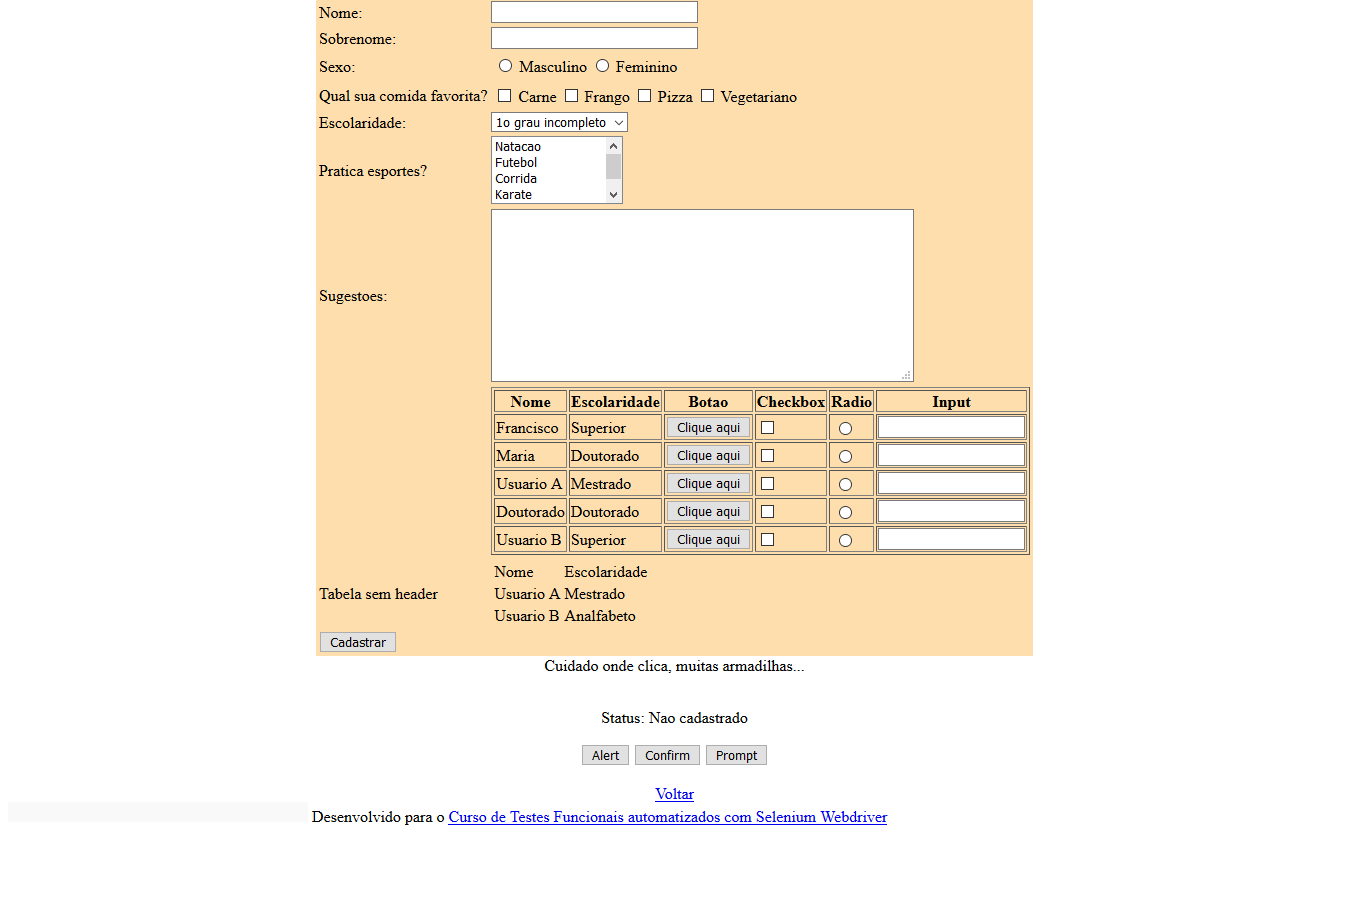 Nome:
Sobrenome:
Sexo: Masculino Feminino
Qual sua comida favorita? Carne Frango Pizza Vegetariano
Escolaridade: 1o grau incompleto
Pratica esportes?
Natacao
Futebol
Corrida
Karate
Sugestoes:
Nome Escolaridade Botao Checkbox Radio Input
Francisco Superior Clique aqui
Maria Doutorado Clique aqui
Usuario A Mestrado Clique aqui
Doutorado Doutorado Clique aqui
Usuario B Superior Clique aqui
Tabela sem header
Nome Escolaridade
Usuario A Mestrado
Usuario B Analfabeto
Cadastrar
Cuidado onde clica, muitas armadilhas...
Status: Nao cadastrado
Alert Confirm Prompt
Voltar
Desenvolvido para o Curso de Testes Funcionais automatizados com Selenium Webdriver